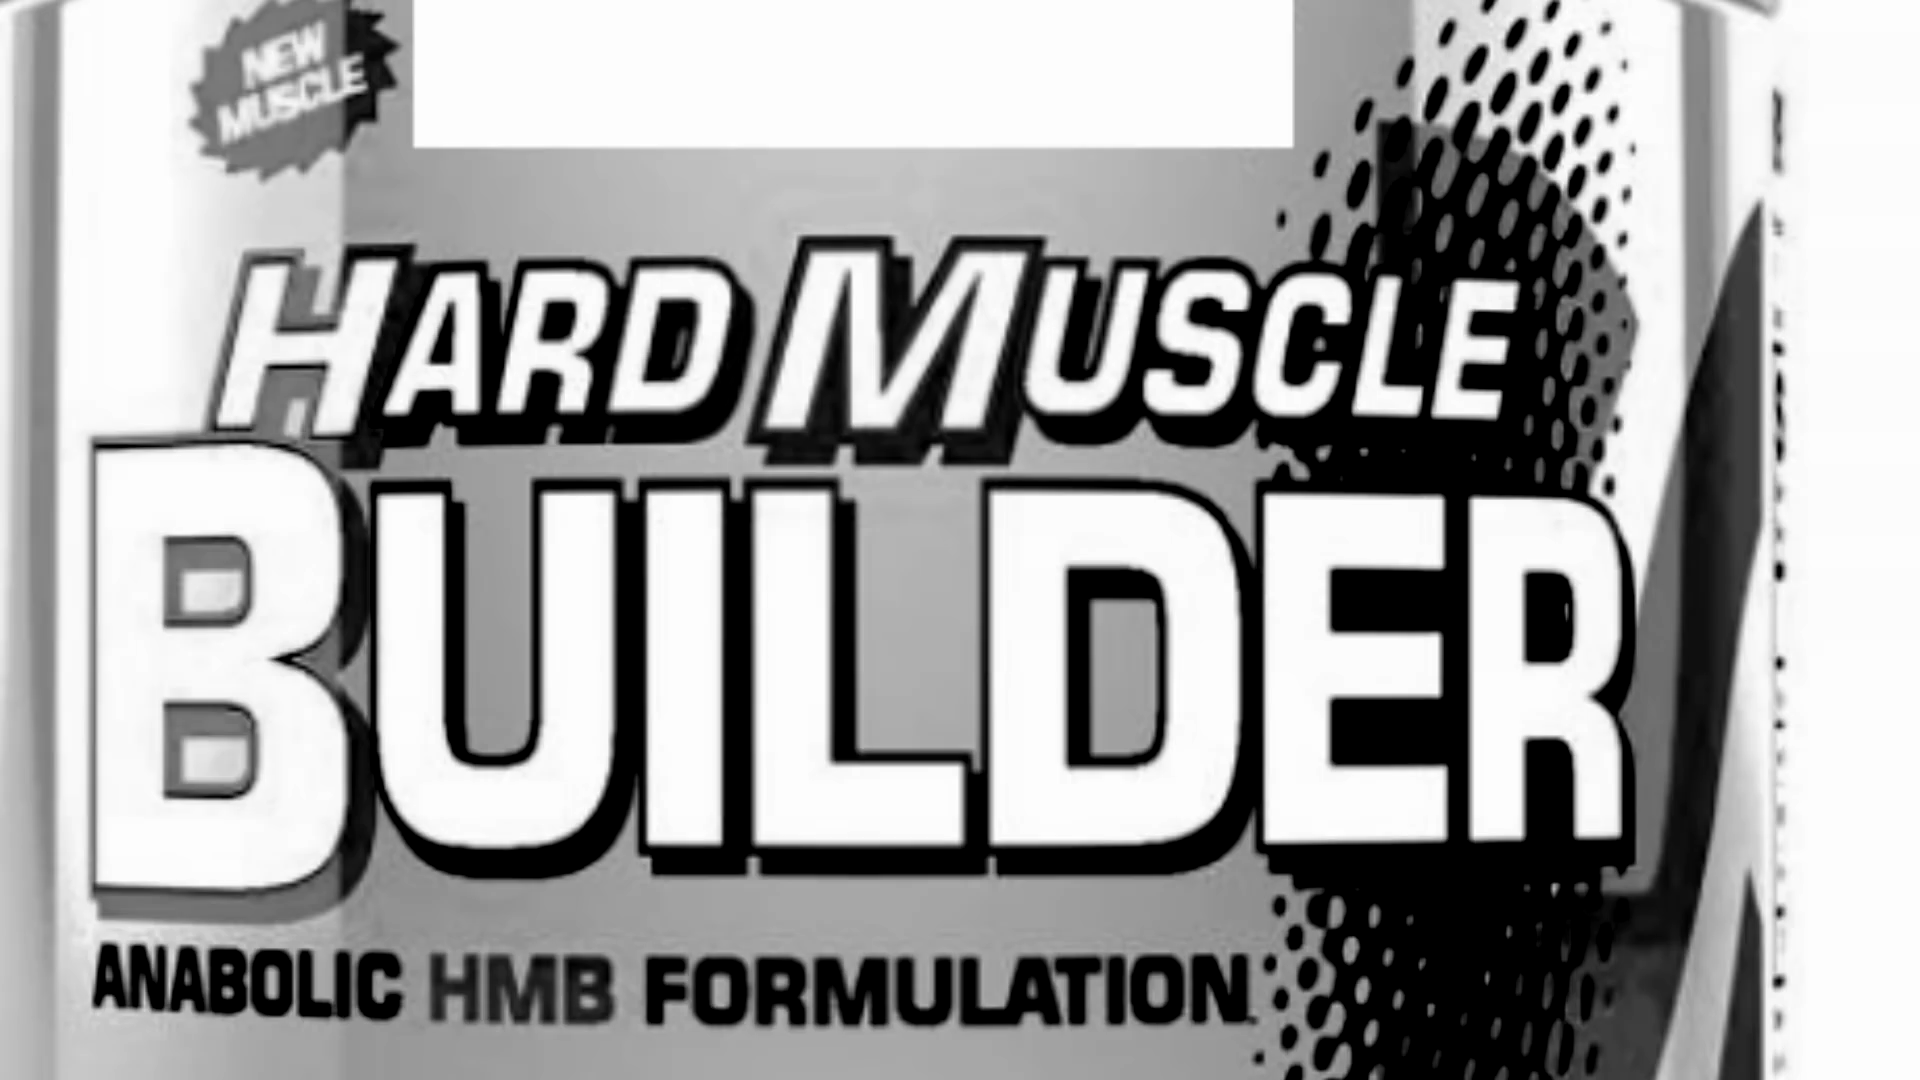 NEW
MUSCLE
HARD MUSCLE
BUILDER
ANABOLIC HMB FORMULATION